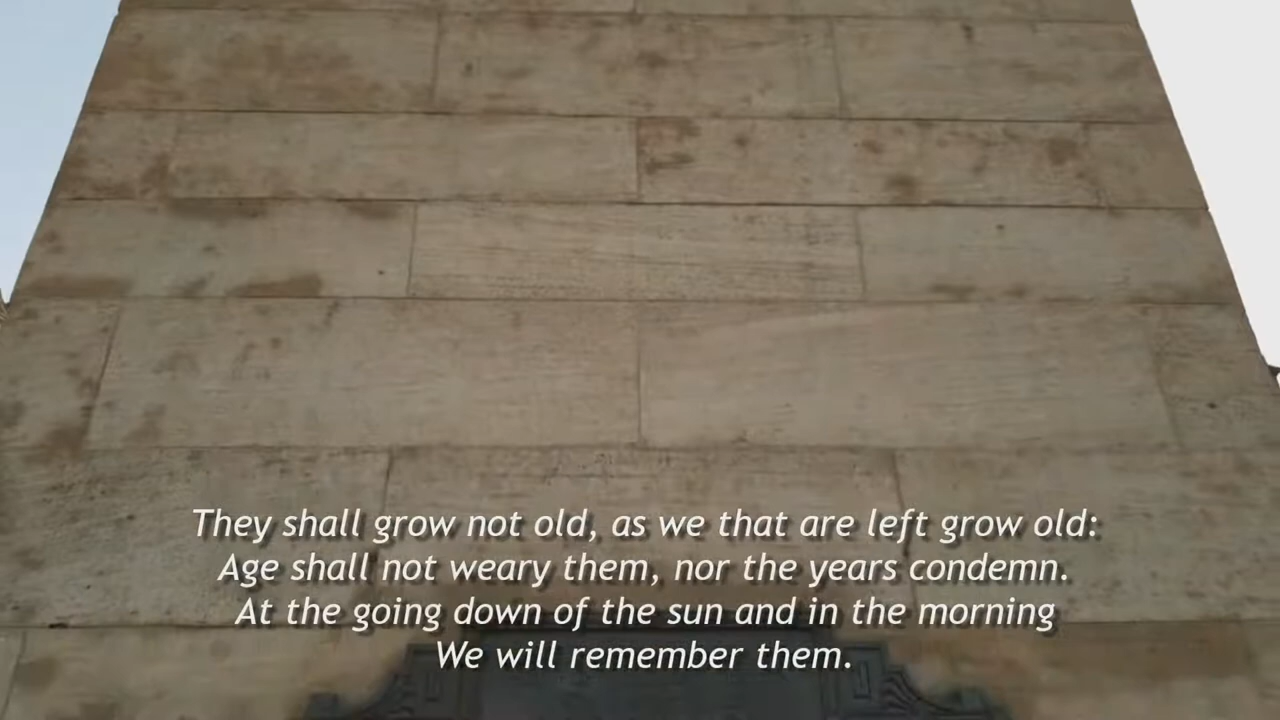 They shall grow not old, as we that are left grow old:
Age shall not weary them, nor the years condemn.
At the going down of the sun and in the morning
We will remember them.